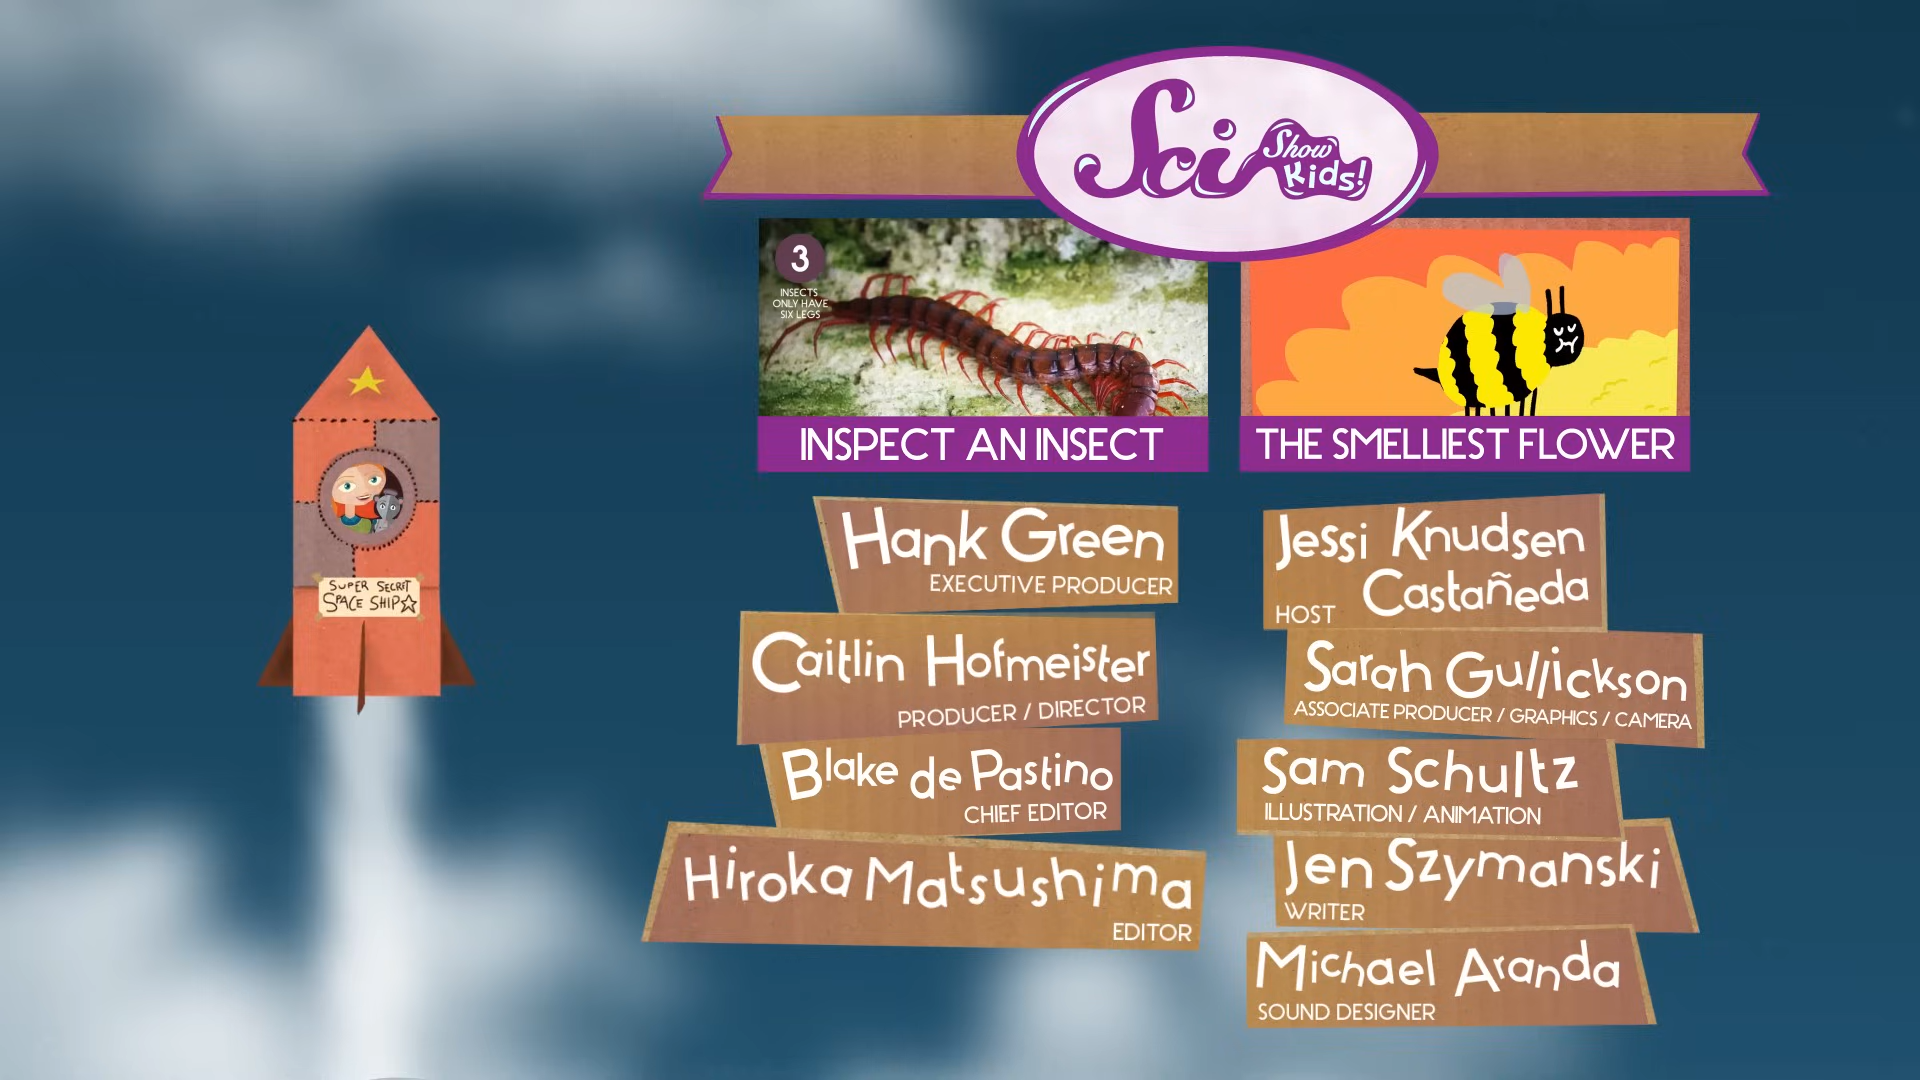 Sci Show Kids!
3
INSECTS
ONLY HAVE
SIX LEGS
INSPECT AN INSECT
THE SMELLIEST FLOWER
SUPER SECRET
SPACE SHIP
Hank Green
EXECUTIVE PRODUCER
Caitlin Hofmeister
PRODUCER / DIRECTOR
Blake de Pastino
CHIEF EDITOR
Hiroka Matsushima
EDITOR
Jessi Knudsen
Castañeda
HOST
Sarah Gullickson
ASSOCIATE PRODUCER / GRAPHICS / CAMERA
Sam Schultz
ILLUSTRATION / ANIMATION
Jen Szymanski
WRITER
Michael Aranda
SOUND DESIGNER